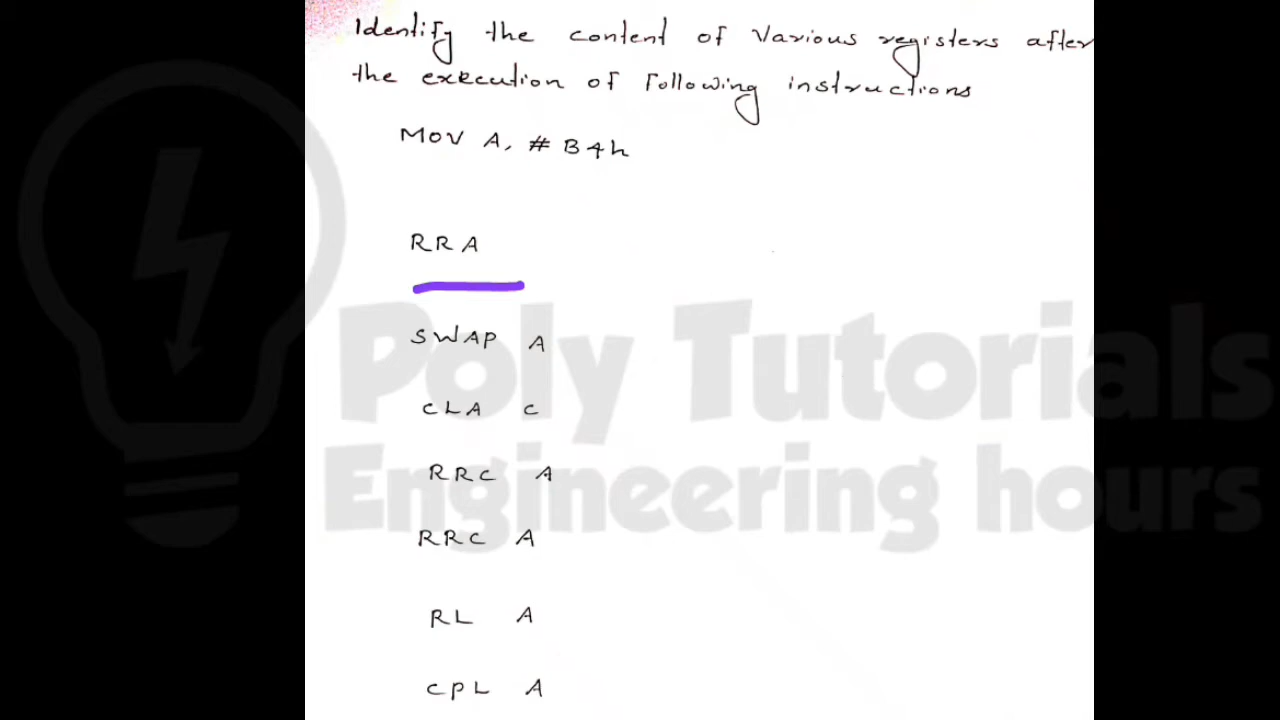 Identify the content of Various registers after
the execution of following instructions
MOV A, # B4h
RRA
SWAP A
CLA C
RRC A
RRC A
RL A
CPL A
Poly Tutorials
Engineering hours